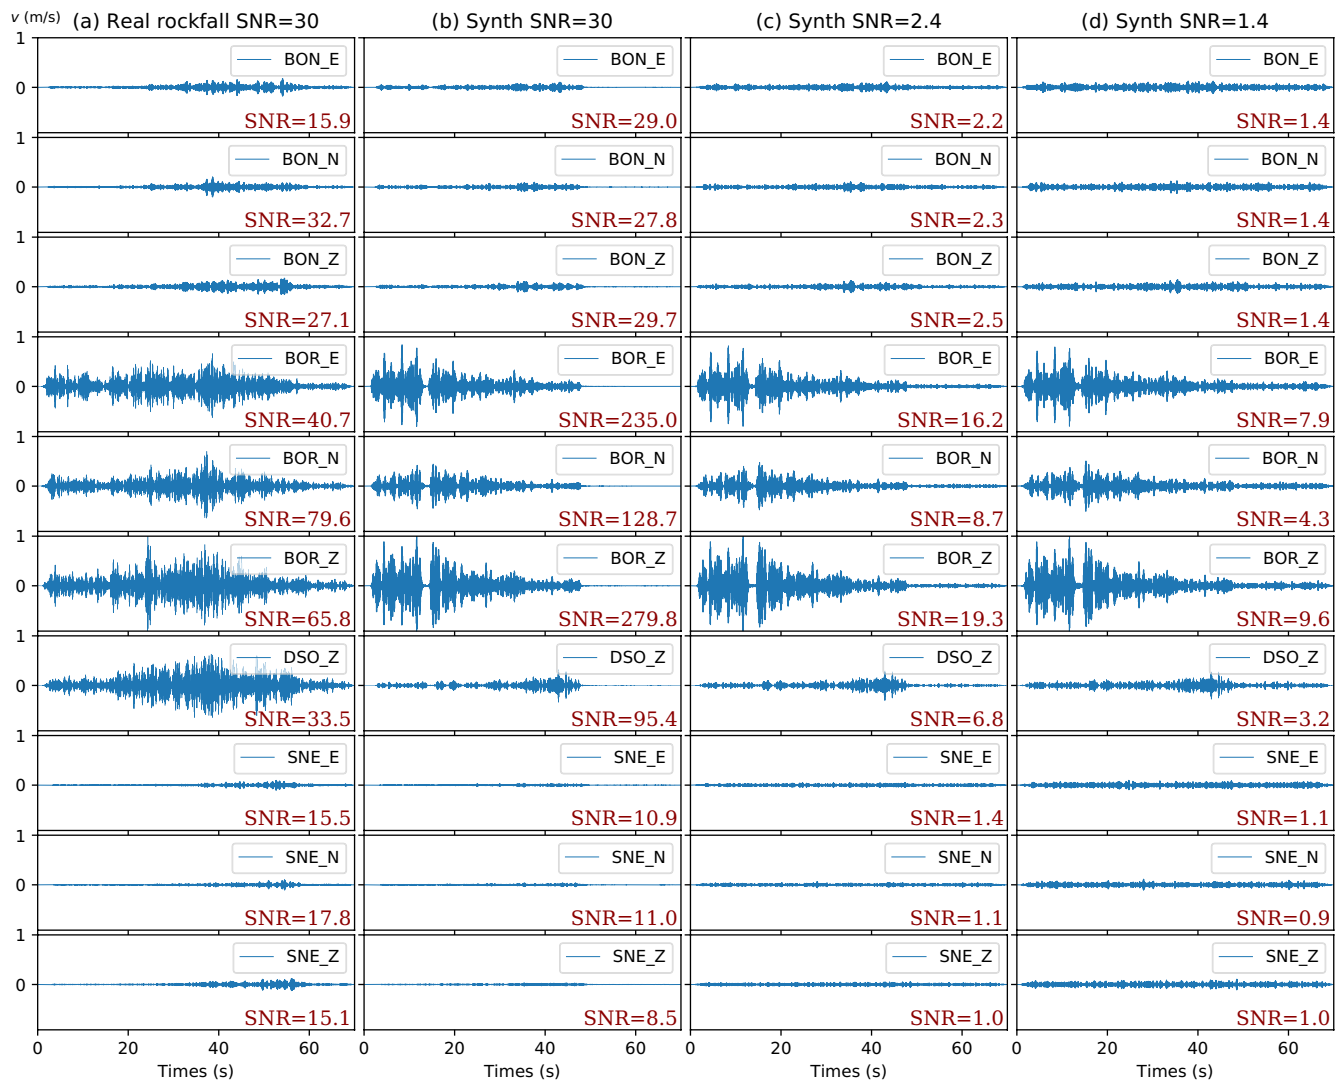 v (m/s)
(a) Real rockfall SNR=30 (b) Synth SNR=30 (c) Synth SNR=2.4 (d) Synth SNR=1.4
1
BON_E BON_E BON_E BON_E
0
SNR=15.9 SNR=29.0 SNR=2.2 SNR=1.4
1
BON_N BON_N BON_N BON_N
0
SNR=32.7 SNR=27.8 SNR=2.3 SNR=1.4
1
BON_Z BON_Z BON_Z BON_Z
0
SNR=27.1 SNR=29.7 SNR=2.5 SNR=1.4
1
BOR_E BOR_E BOR_E BOR_E
0
SNR=40.7 SNR=235.0 SNR=16.2 SNR=7.9
1
BOR_N BOR_N BOR_N BOR_N
0
SNR=79.6 SNR=128.7 SNR=8.7 SNR=4.3
1
BOR_Z BOR_Z BOR_Z BOR_Z
0
SNR=65.8 SNR=279.8 SNR=19.3 SNR=9.6
1
DSO_Z DSO_Z DSO_Z DSO_Z
0
SNR=33.5 SNR=95.4 SNR=6.8 SNR=3.2
1
SNE_E SNE_E SNE_E SNE_E
0
SNR=15.5 SNR=10.9 SNR=1.4 SNR=1.1
1
SNE_N SNE_N SNE_N SNE_N
0
SNR=17.8 SNR=11.0 SNR=1.1 SNR=0.9
1
SNE_Z SNE_Z SNE_Z SNE_Z
0
SNR=15.1 SNR=8.5 SNR=1.0 SNR=1.0
0 20 40 60 0 20 40 60 0 20 40 60 0 20 40 60
Times (s) Times (s) Times (s) Times (s)